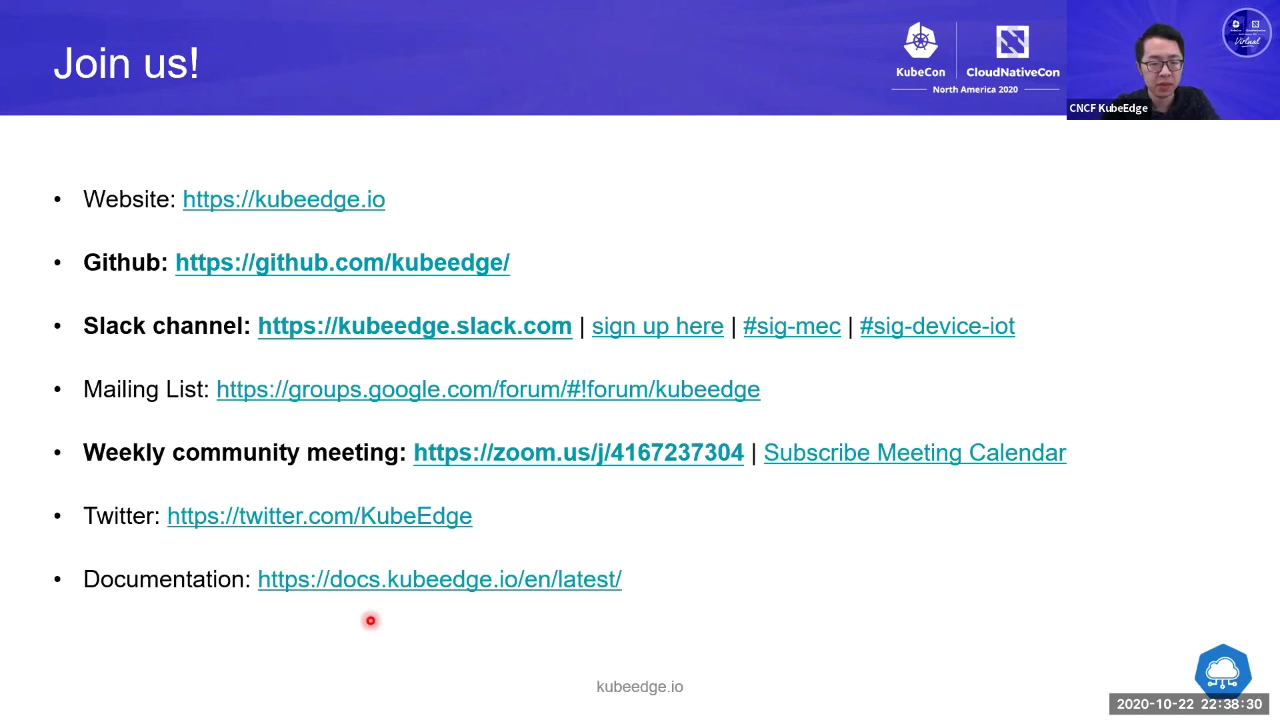 Join us!
KubeCon
CloudNativeCon
North America 2020
Virtual
CNCF KubeEdge
• Website: https://kubeedge.io
• Github: https://github.com/kubeedge/
• Slack channel: https://kubeedge.slack.com | sign up here | #sig-mec | #sig-device-iot
• Mailing List: https://groups.google.com/forum/#!forum/kubeedge
• Weekly community meeting: https://zoom.us/j/4167237304 | Subscribe Meeting Calendar
• Twitter: https://twitter.com/KubeEdge
• Documentation: https://docs.kubeedge.io/en/latest/
kubeedge.io
2020-10-22 22:38:30